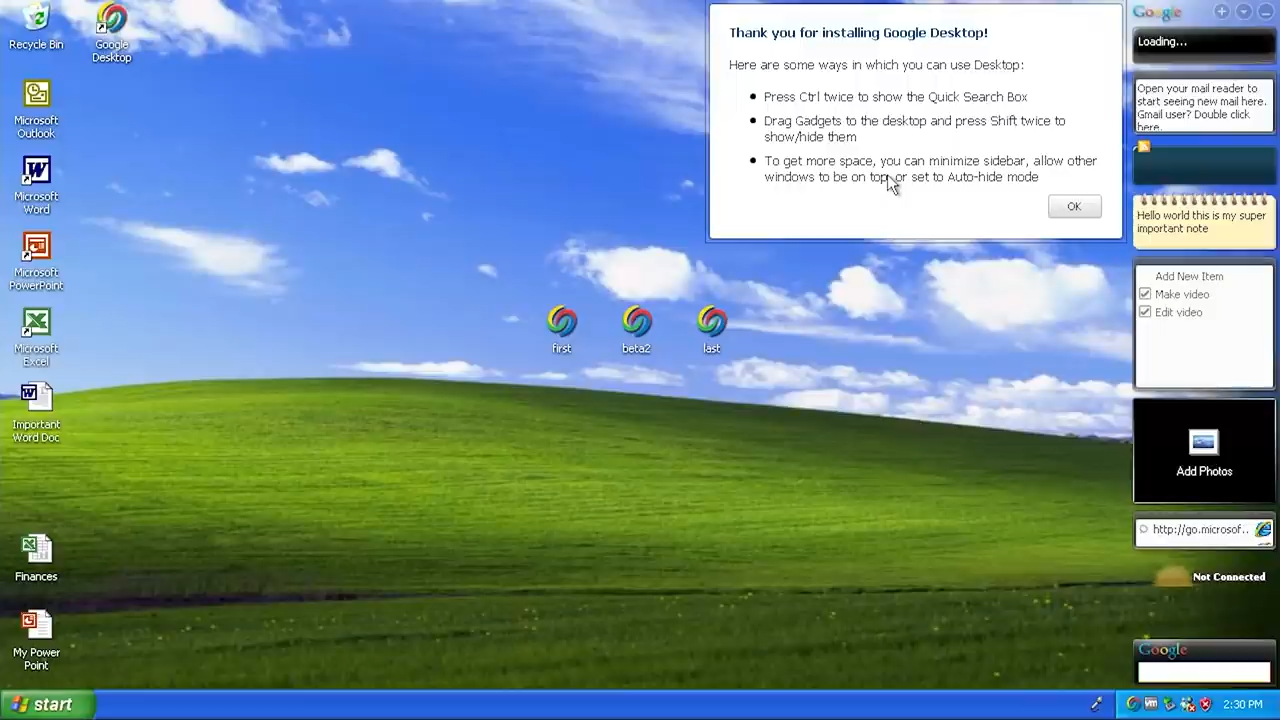 Recycle Bin
Google
Desktop
Microsoft
Outlook
Microsoft
Word
Microsoft
PowerPoint
Microsoft
Excel
Important
Word Doc
Finances
My Power
Point
first
beta2
last
Thank you for installing Google Desktop!
Here are some ways in which you can use Desktop:
Press Ctrl twice to show the Quick Search Box
Drag Gadgets to the desktop and press Shift twice to
show/hide them
To get more space, you can minimize sidebar, allow other
windows to be on top, or set to Auto-hide mode
OK
Google
Loading...
Open your mail reader to
start seeing new mail here.
Gmail user? Double click
here.
Hello world this is my super
important note
Add New Item
Make video
Edit video
Add Photos
http://go.microsof..
Not Connected
Google
start
2:30 PM